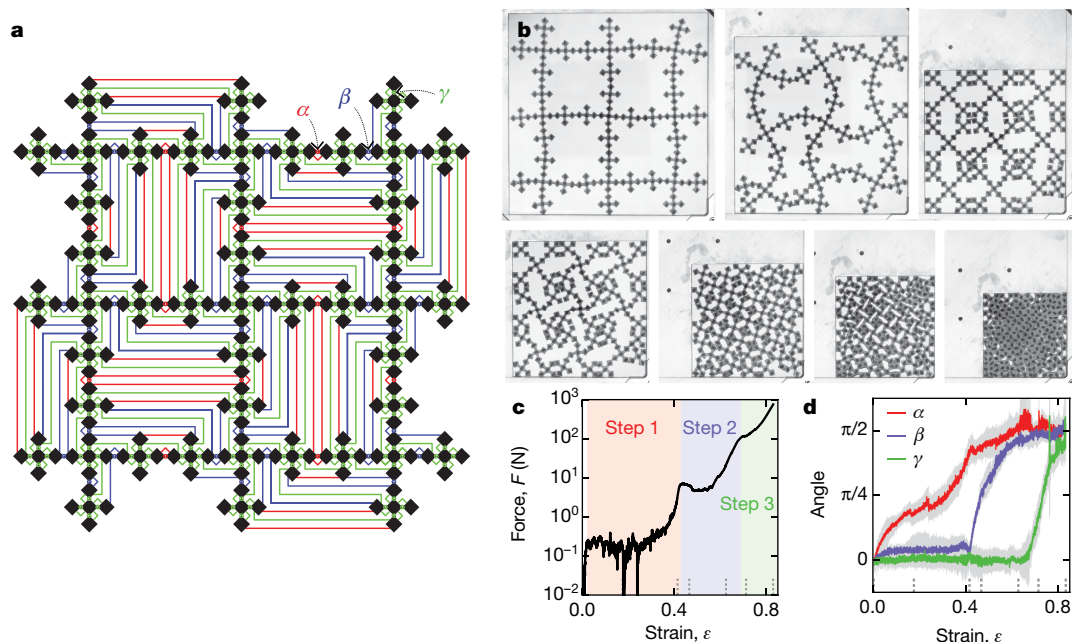 a
α
β
γ
b
c
10³
10²
10¹
10⁰
10⁻¹
10⁻²
Force, F (N)
Step 1
Step 2
Step 3
0.0
0.4
0.8
Strain, ε
d
α
β
γ
π/2
π/4
0
Angle
0.0
0.4
0.8
Strain, ε